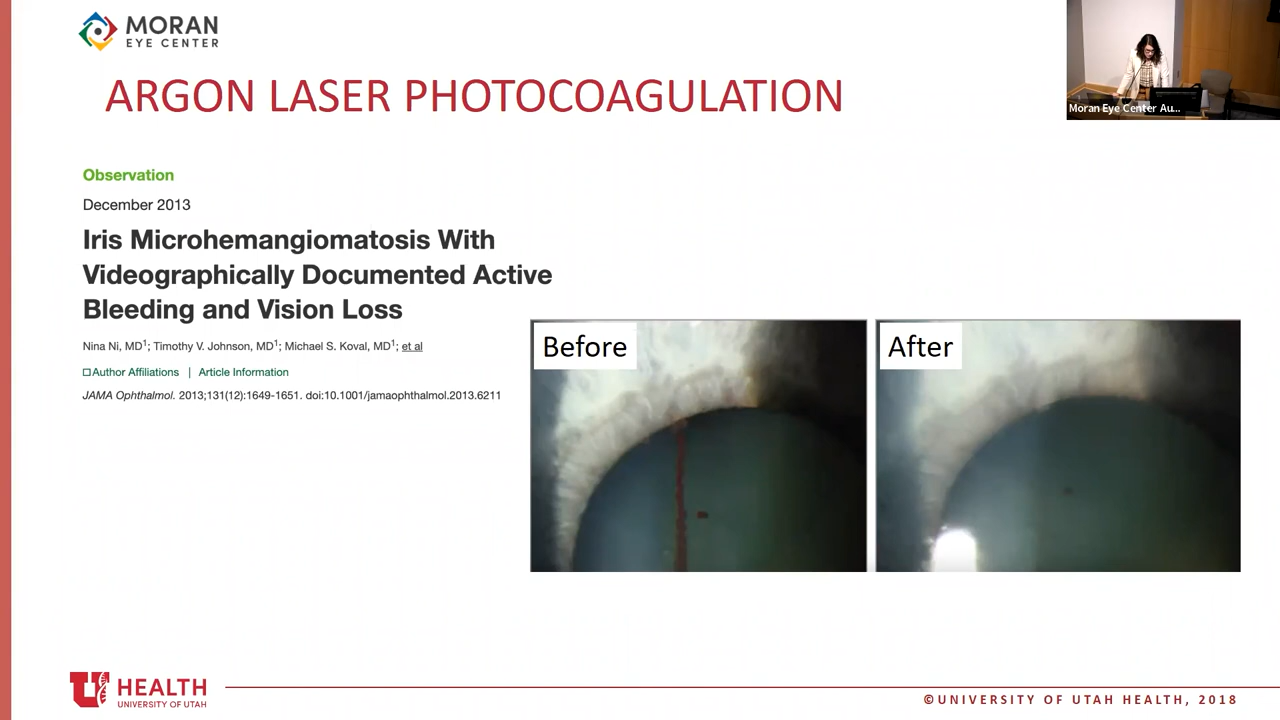 MORAN
EYE CENTER
Moran Eye Center Au...
ARGON LASER PHOTOCOAGULATION
Observation
December 2013
Iris Microhemangiomatosis With
Videographically Documented Active
Bleeding and Vision Loss
Nina Ni, MD1; Timothy V. Johnson, MD1; Michael S. Koval, MD1; et al
Author Affiliations | Article Information
JAMA Ophthalmol. 2013;131(12):1649-1651. doi:10.1001/jamaophthalmol.2013.6211
Before
After
U HEALTH
UNIVERSITY OF UTAH
©UNIVERSITY OF UTAH HEALTH, 2018